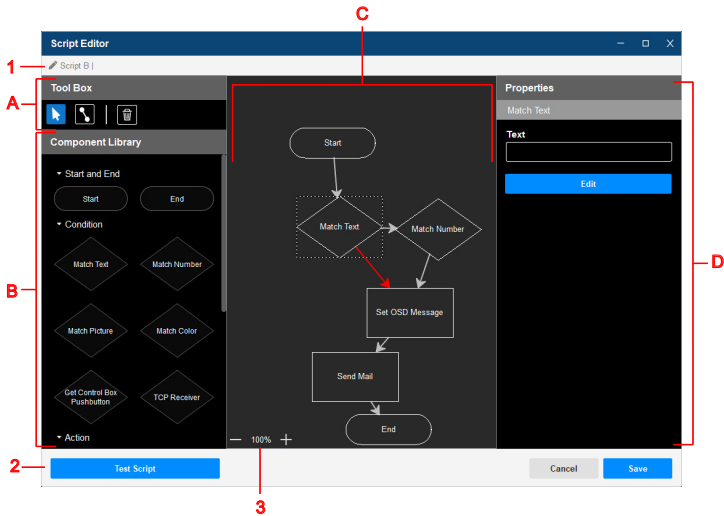 C
Script Editor
1
Script B
Tool Box
Properties
A
Match Text
Component Library
Text
Start
Start and End
Edit
Start
End
Condition
Match Text
Match Number
D
Match Text
Match Number
B
Set OSD Message
Match Picture
Match Color
Send Mail
Get Control Box
Pushbutton
TCP Receiver
End
Action
100%
2
Test Script
Cancel
Save
3